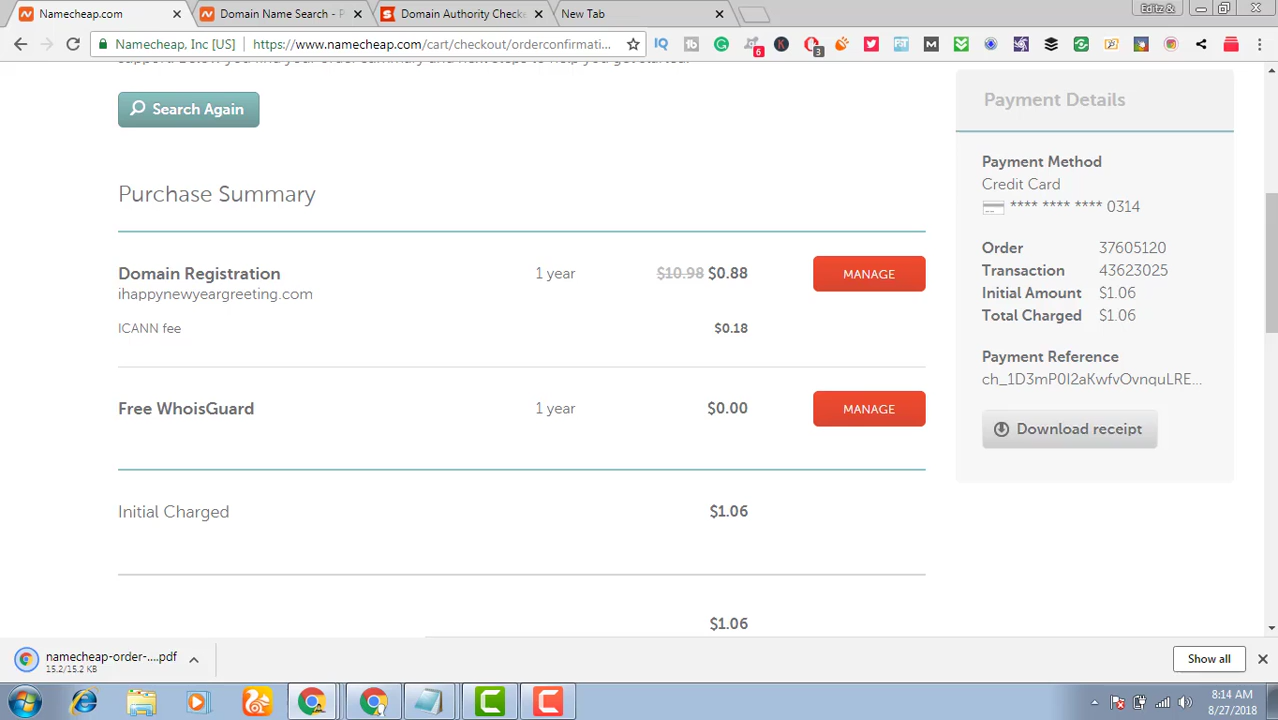 Namecheap.com
Domain Name Search - P
Domain Authority Checke
New Tab
Editz &
Namecheap, Inc [US]
https://www.namecheap.com/cart/checkout/orderconfirmati...
6
3
Search Again
Payment Details
Payment Method
Credit Card
**** **** **** 0314
Order 37605120
Transaction 43623025
Initial Amount $1.06
Total Charged $1.06
Payment Reference
ch_1D3mP0I2aKwfvOvnquLRE...
Download receipt
Purchase Summary
Domain Registration 1 year $10.98 $0.88 MANAGE
ihappynewyeargreeting.com
ICANN fee $0.18
Free WhoisGuard 1 year $0.00 MANAGE
Initial Charged $1.06
$1.06
namecheap-order-....pdf
15.2/15.2 KB
Show all
8:14 AM
8/27/2018